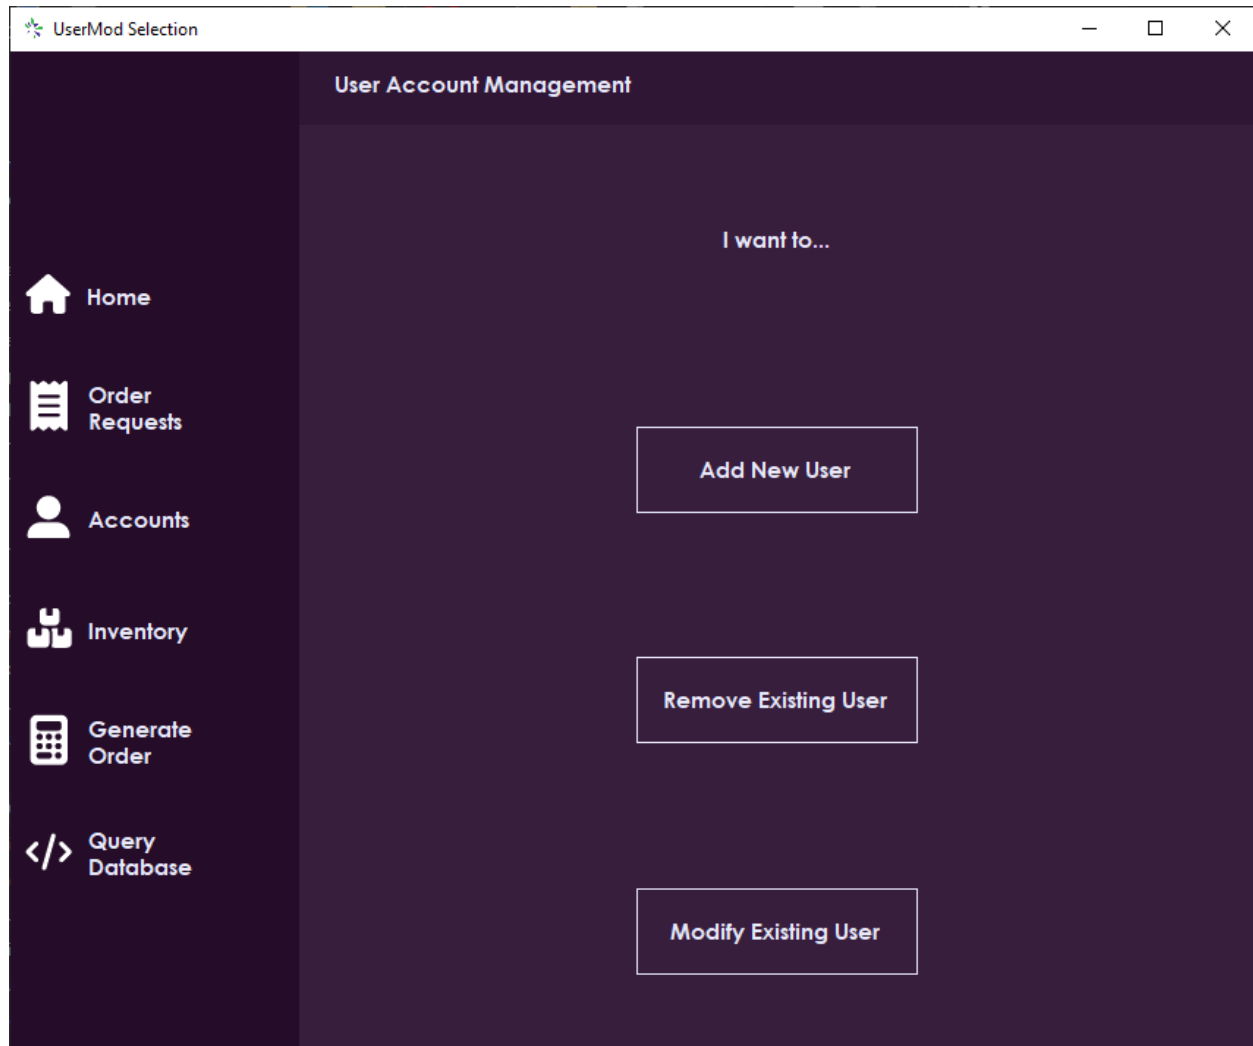 UserMod Selection
User Account Management
I want to...
Home
Order
Requests
Accounts
Inventory
Generate
Order
Query
Database
Add New User
Remove Existing User
Modify Existing User